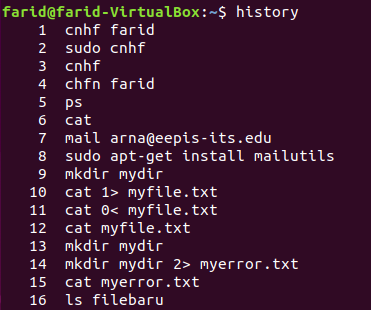 farid@farid-VirtualBox:~$ history
1 cnhf farid
2 sudo cnhf
3 cnhf
4 chfn farid
5 ps
6 cat
7 mail arna@eepis-its.edu
8 sudo apt-get install mailutils
9 mkdir mydir
10 cat 1> myfile.txt
11 cat 0< myfile.txt
12 cat myfile.txt
13 mkdir mydir
14 mkdir mydir 2> myerror.txt
15 cat myerror.txt
16 ls filebaru